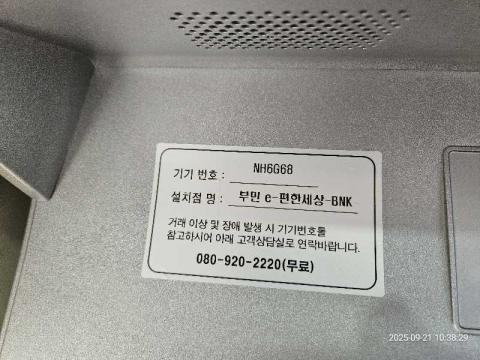 기기 번호 : NH6G68
설치점 명 : 부민 e-편한세상-BNK
거래 이상 및 장애 발생 시 기기번호를
참고하시어 아래 고객상담실로 연락바랍니다.
080-920-2220(무료)
2025-09-21 10:38:29